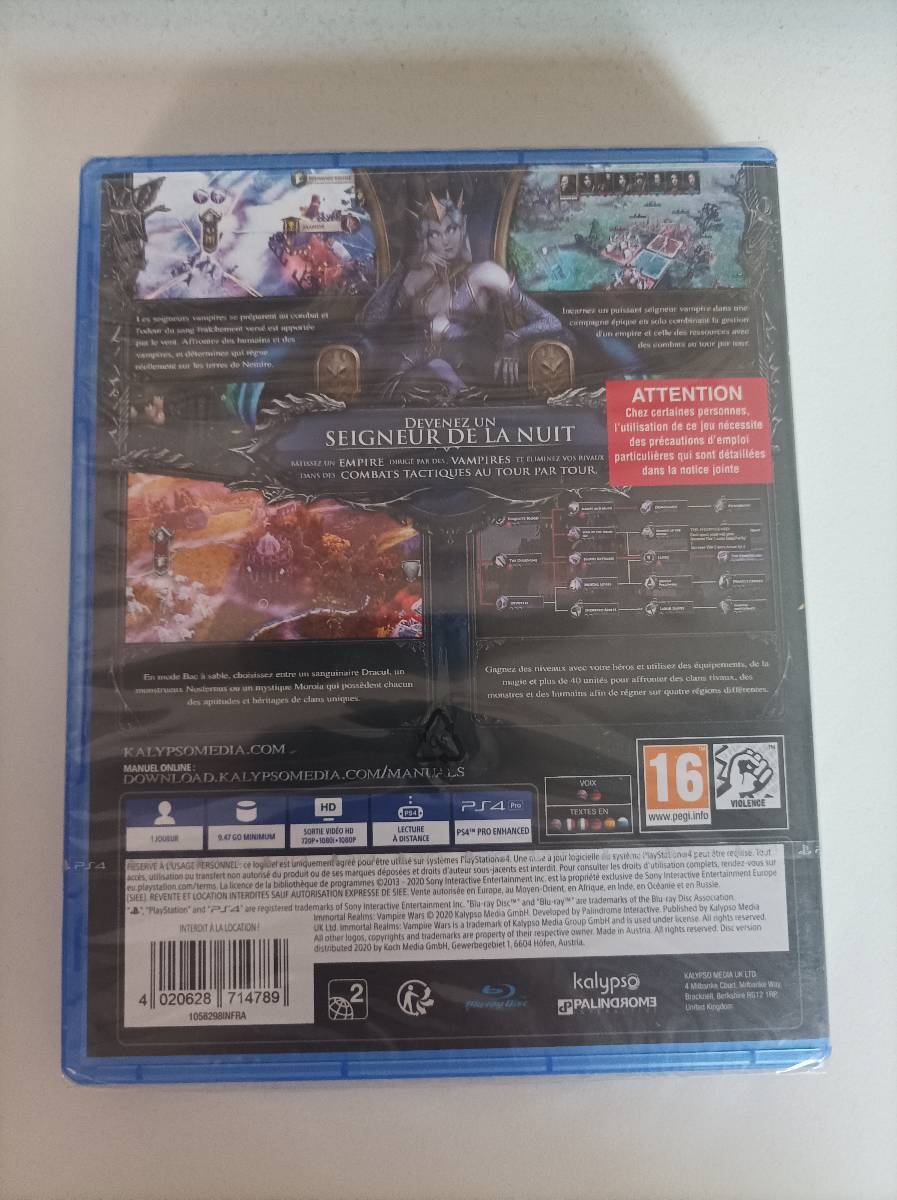 Les seigneurs vampires se préparent au combat et
l'odeur du sang fraîchement versé est apportée
par le vent. Affrontez des humains et des
vampires, et déterminez qui règne
réellement sur les terres de Nemire.
Incarnez un puissant seigneur vampire dans une
campagne épique en solo combinant la gestion
d'un empire et celle des ressources avec
des combats au tour par tour.
ATTENTION
Chez certaines personnes,
l'utilisation de ce jeu nécessite
des précautions d'emploi
particulières qui sont détaillées
dans la notice jointe
DEVENEZ UN
SEIGNEUR DE LA NUIT
BÂTISSEZ UN EMPIRE DIRIGÉ PAR DES VAMPIRES ET ÉLIMINEZ VOS RIVAUX
DANS DES COMBATS TACTIQUES AU TOUR PAR TOUR.
En mode Bac à sable, choisissez entre un sanguinaire Dracul, un
monstrueux Nosfernus ou un mystique Moroia qui possèdent chacun
des aptitudes et héritages de clans uniques.
Gagnez des niveaux avec votre héros et utilisez des équipements, de la
magie et plus de 40 unités pour affronter des clans rivaux, des
monstres et des humains afin de régner sur quatre régions différentes.
KALYPSOMEDIA.COM
MANUEL ONLINE :
DOWNLOAD.KALYPSOMEDIA.COM/MANUALS
1 JOUEUR
9.47 GO MINIMUM
HD
SORTIE VIDÉO HD
720P•1080i•1080P
PS4
LECTURE
À DISTANCE
PS4 Pro
PS4™ PRO ENHANCED
VOIX
TEXTES EN
16
www.pegi.info
VIOLENCE
PS4
RÉSERVÉ À L'USAGE PERSONNEL: ce logiciel est uniquement agréé pour être utilisé sur systèmes PlayStation®4. Une mise à jour logicielle du système PlayStation®4 peut être requise. Tout
accès, utilisation ou transfert non autorisé du produit ou de ses marques déposées et droits d'auteur sous-jacents est interdit. Pour consulter les droits d'utilisation complets, rendez-vous sur
eu.playstation.com/terms. La licence de la bibliothèque de programmes ©2013 - 2020 Sony Interactive Entertainment Inc. est la propriété exclusive de Sony Interactive Entertainment Europe
(SIEE). REVENTE ET LOCATION INTERDITES SAUF AUTORISATION EXPRESSE DE SIEE. Vente autorisée en Europe, au Moyen-Orient, en Afrique, en Inde, en Océanie et en Russie.
", "PlayStation" and "PS4" are registered trademarks of Sony Interactive Entertainment Inc. "Blu-ray Disc™" and "Blu-ray™" are trademarks of the Blu-ray Disc Association.
Immortal Realms: Vampire Wars © 2020 Kalypso Media GmbH. Developed by Palindrome Interactive. Published by Kalypso Media
UK Ltd. Immortal Realms: Vampire Wars is a trademark of Kalypso Media Group GmbH and is used under license. All rights reserved.
All other logos, copyrights and trademarks are property of their respective owner. Made in Austria. All rights reserved. Disc version
distributed 2020 by Koch Media GmbH, Gewerbegebiet 1, 6604 Höfen, Austria.
INTERDIT À LA LOCATION !
4 020628 714789
1058298INFRA
2
Blu-ray Disc
kalypso
PALINDROME
KALYPSO MEDIA UK LTD.
4 Milbanke Court, Milbanke Way,
Bracknell, Berkshire RG12 1RP,
United Kingdom